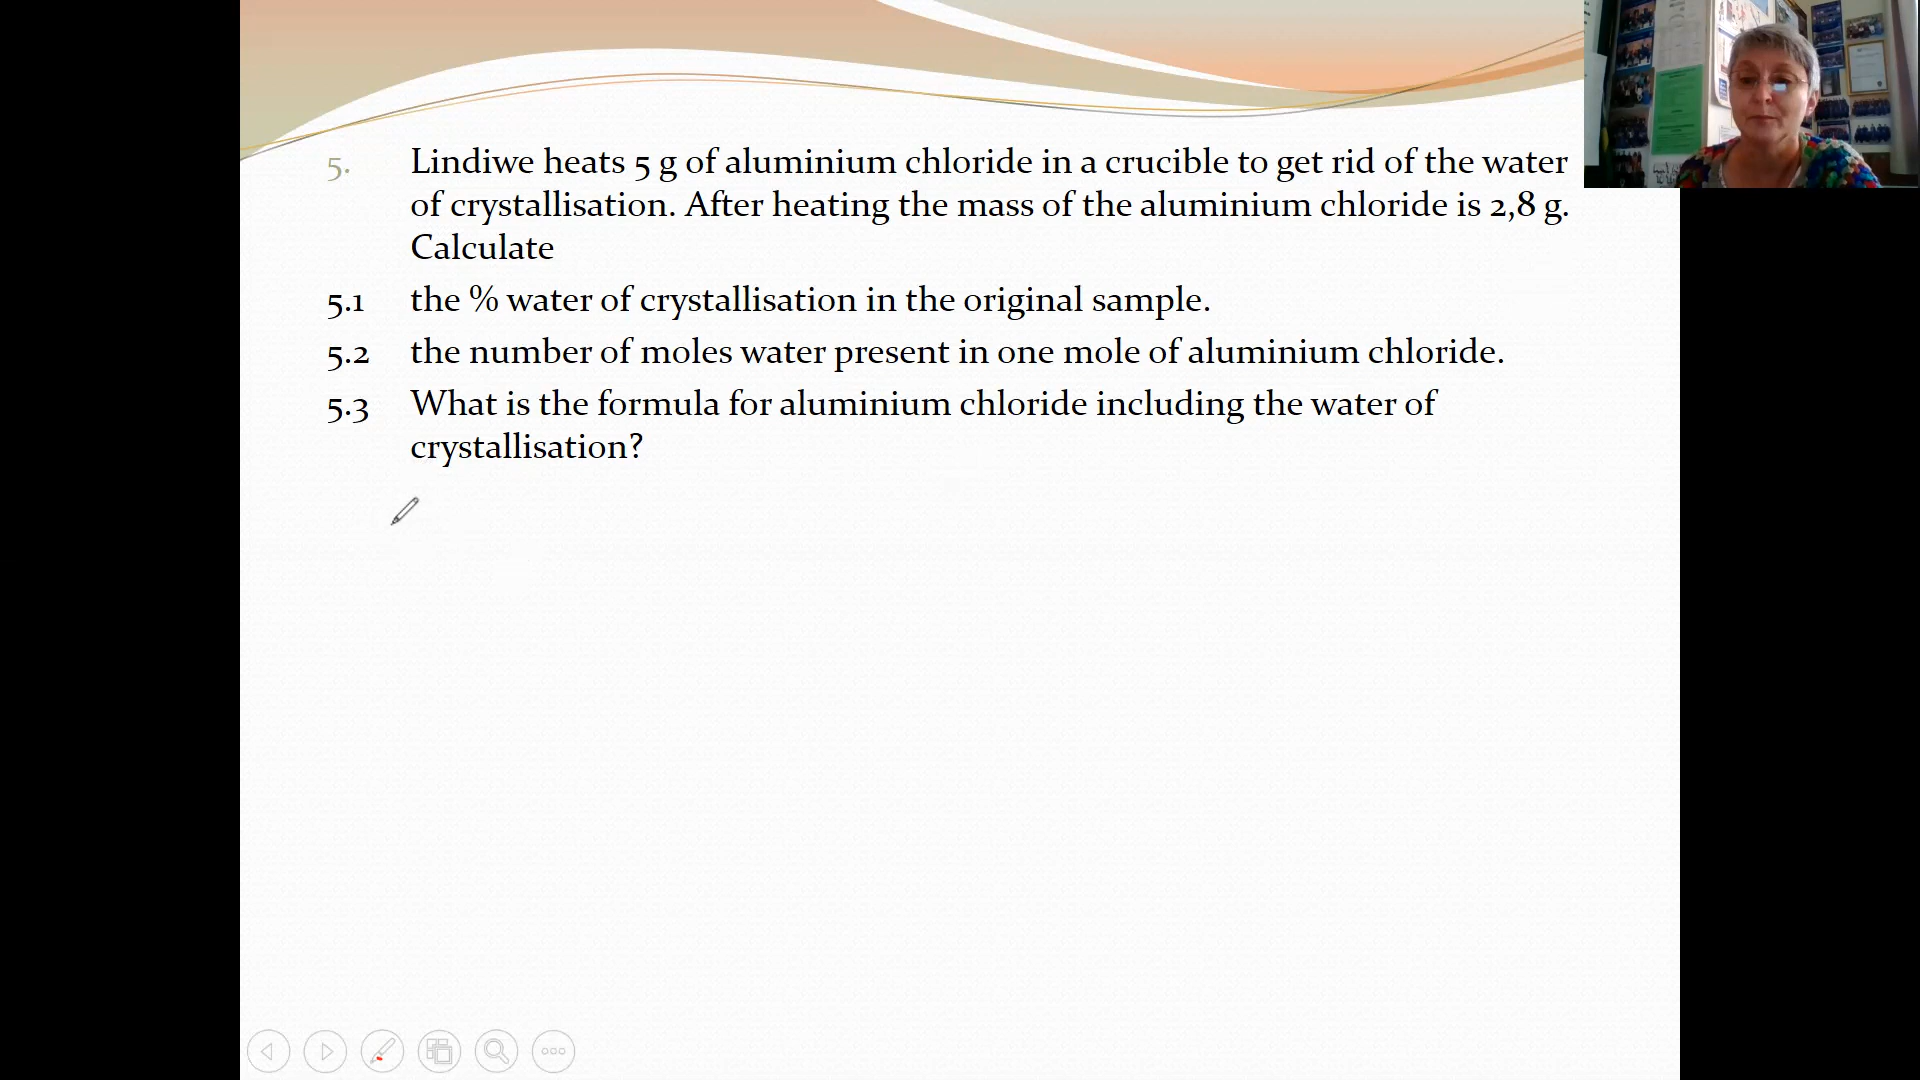 5. Lindiwe heats 5 g of aluminium chloride in a crucible to get rid of the water
of crystallisation. After heating the mass of the aluminium chloride is 2,8 g.
Calculate
5.1 the % water of crystallisation in the original sample.
5.2 the number of moles water present in one mole of aluminium chloride.
5.3 What is the formula for aluminium chloride including the water of
crystallisation?